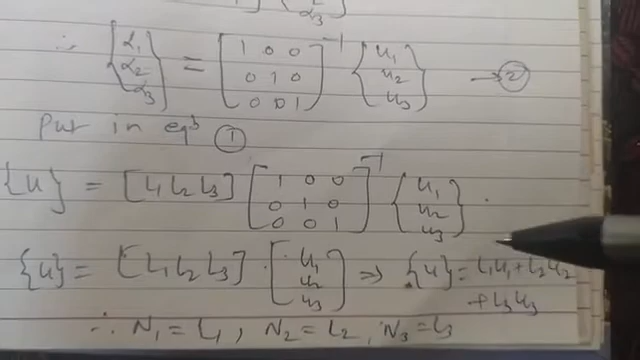 α₃}
∴ {α₁ α₂ α₃} = [1 0 0 0 1 0 0 0 1]⁻¹ {u₁ u₂ u₃} → ②
Put in eqⁿ ①
{u} = [L₁ L₂ L₃] [1 0 0 0 1 0 0 0 1]⁻¹ {u₁ u₂ u₃}
{u} = [L₁ L₂ L₃] · [u₁ u₂ u₃] ⇒ {u} = L₁u₁ + L₂u₂
+ L₃u₃
∴ N₁ = L₁, N₂ = L₂, N₃ = L₃